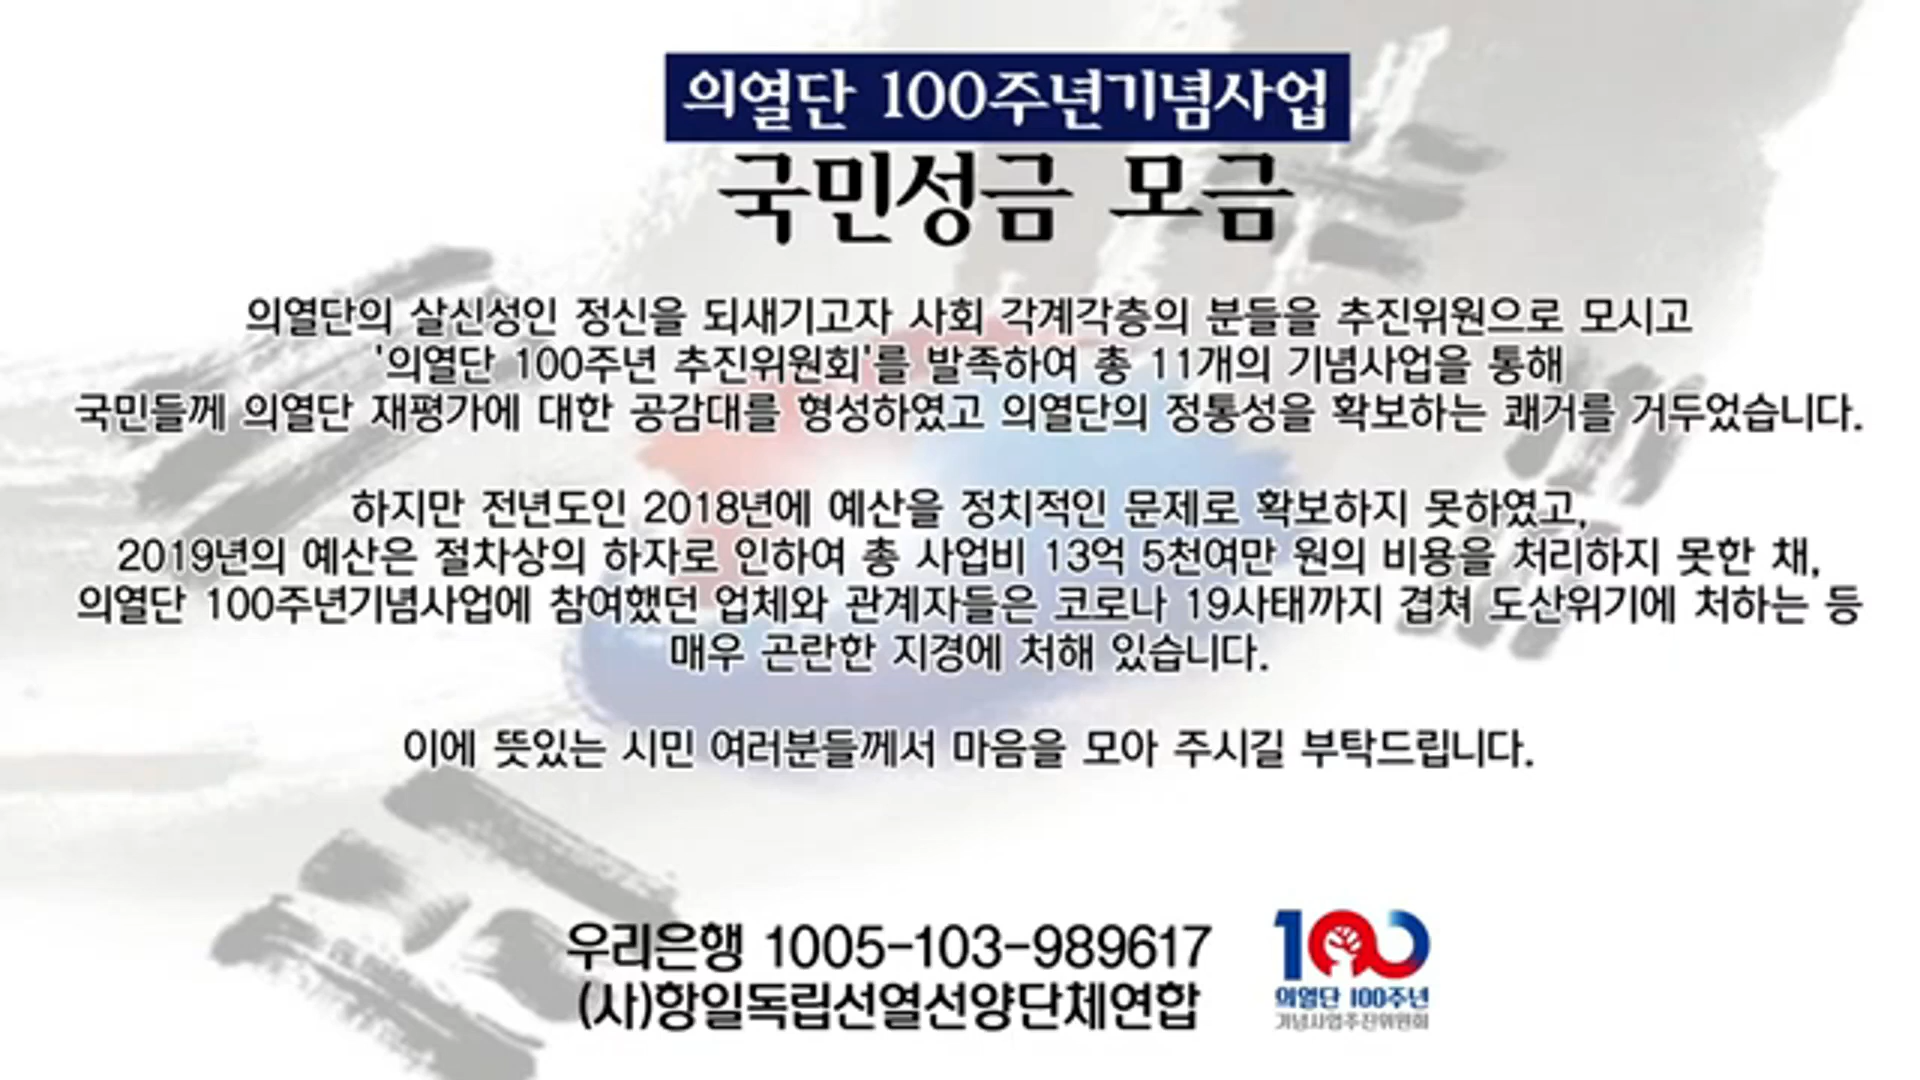 의열단 100주년기념사업
국민성금 모금
의열단의 살신성인 정신을 되새기고자 사회 각계각층의 분들을 추진위원으로 모시고
'의열단 100주년 추진위원회'를 발족하여 총 11개의 기념사업을 통해
국민들께 의열단 재평가에 대한 공감대를 형성하였고 의열단의 정통성을 확보하는 쾌거를 거두었습니다.
하지만 전년도인 2018년에 예산을 정치적인 문제로 확보하지 못하였고,
2019년의 예산은 절차상의 하자로 인하여 총 사업비 13억 5천여만 원의 비용을 처리하지 못한 채,
의열단 100주년기념사업에 참여했던 업체와 관계자들은 코로나 19사태까지 겹쳐 도산위기에 처하는 등
매우 곤란한 지경에 처해 있습니다.
이에 뜻있는 시민 여러분들께서 마음을 모아 주시길 부탁드립니다.
우리은행 1005-103-989617
(사)항일독립선열선양단체연합
100
의열단 100주년
기념사업추진위원회